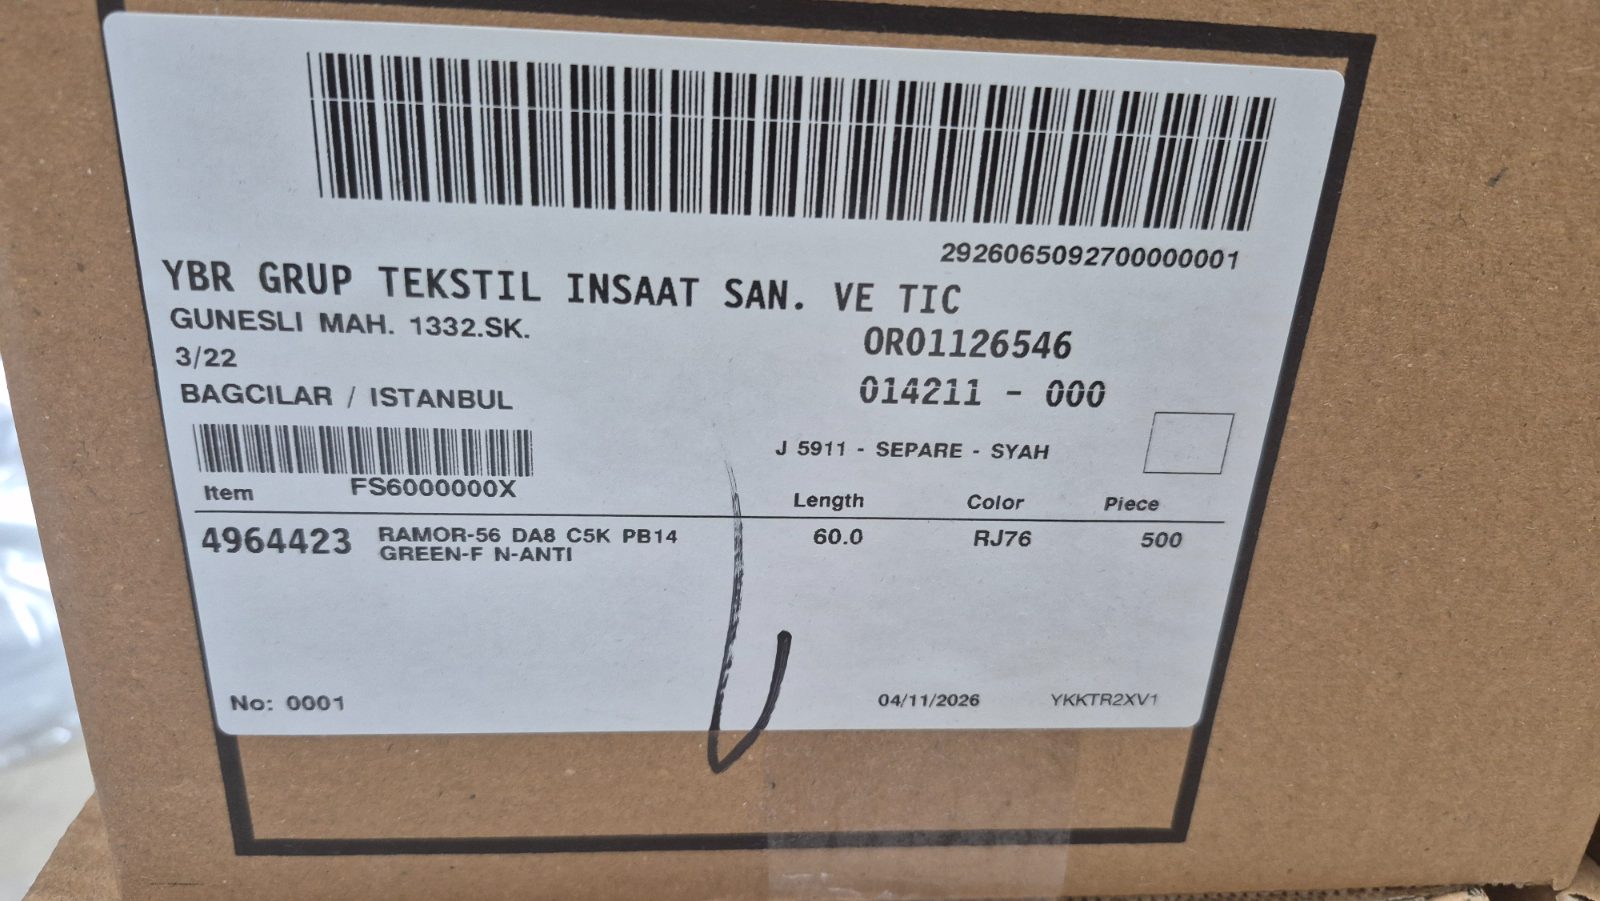 2926065092700000001
YBR GRUP TEKSTIL INSAAT SAN. VE TIC
GUNESLI MAH. 1332.SK.
OR01126546
3/22
014211 - 000
BAGCILAR / ISTANBUL
J 5911 - SEPARE - SYAH
FS6000000X
Item Length Color Piece
4964423 RAMOR-56 DA8 C5K PB14 60.0 RJ76 500
GREEN-F N-ANTI
No: 0001 04/11/2026 YKKTR2XV1